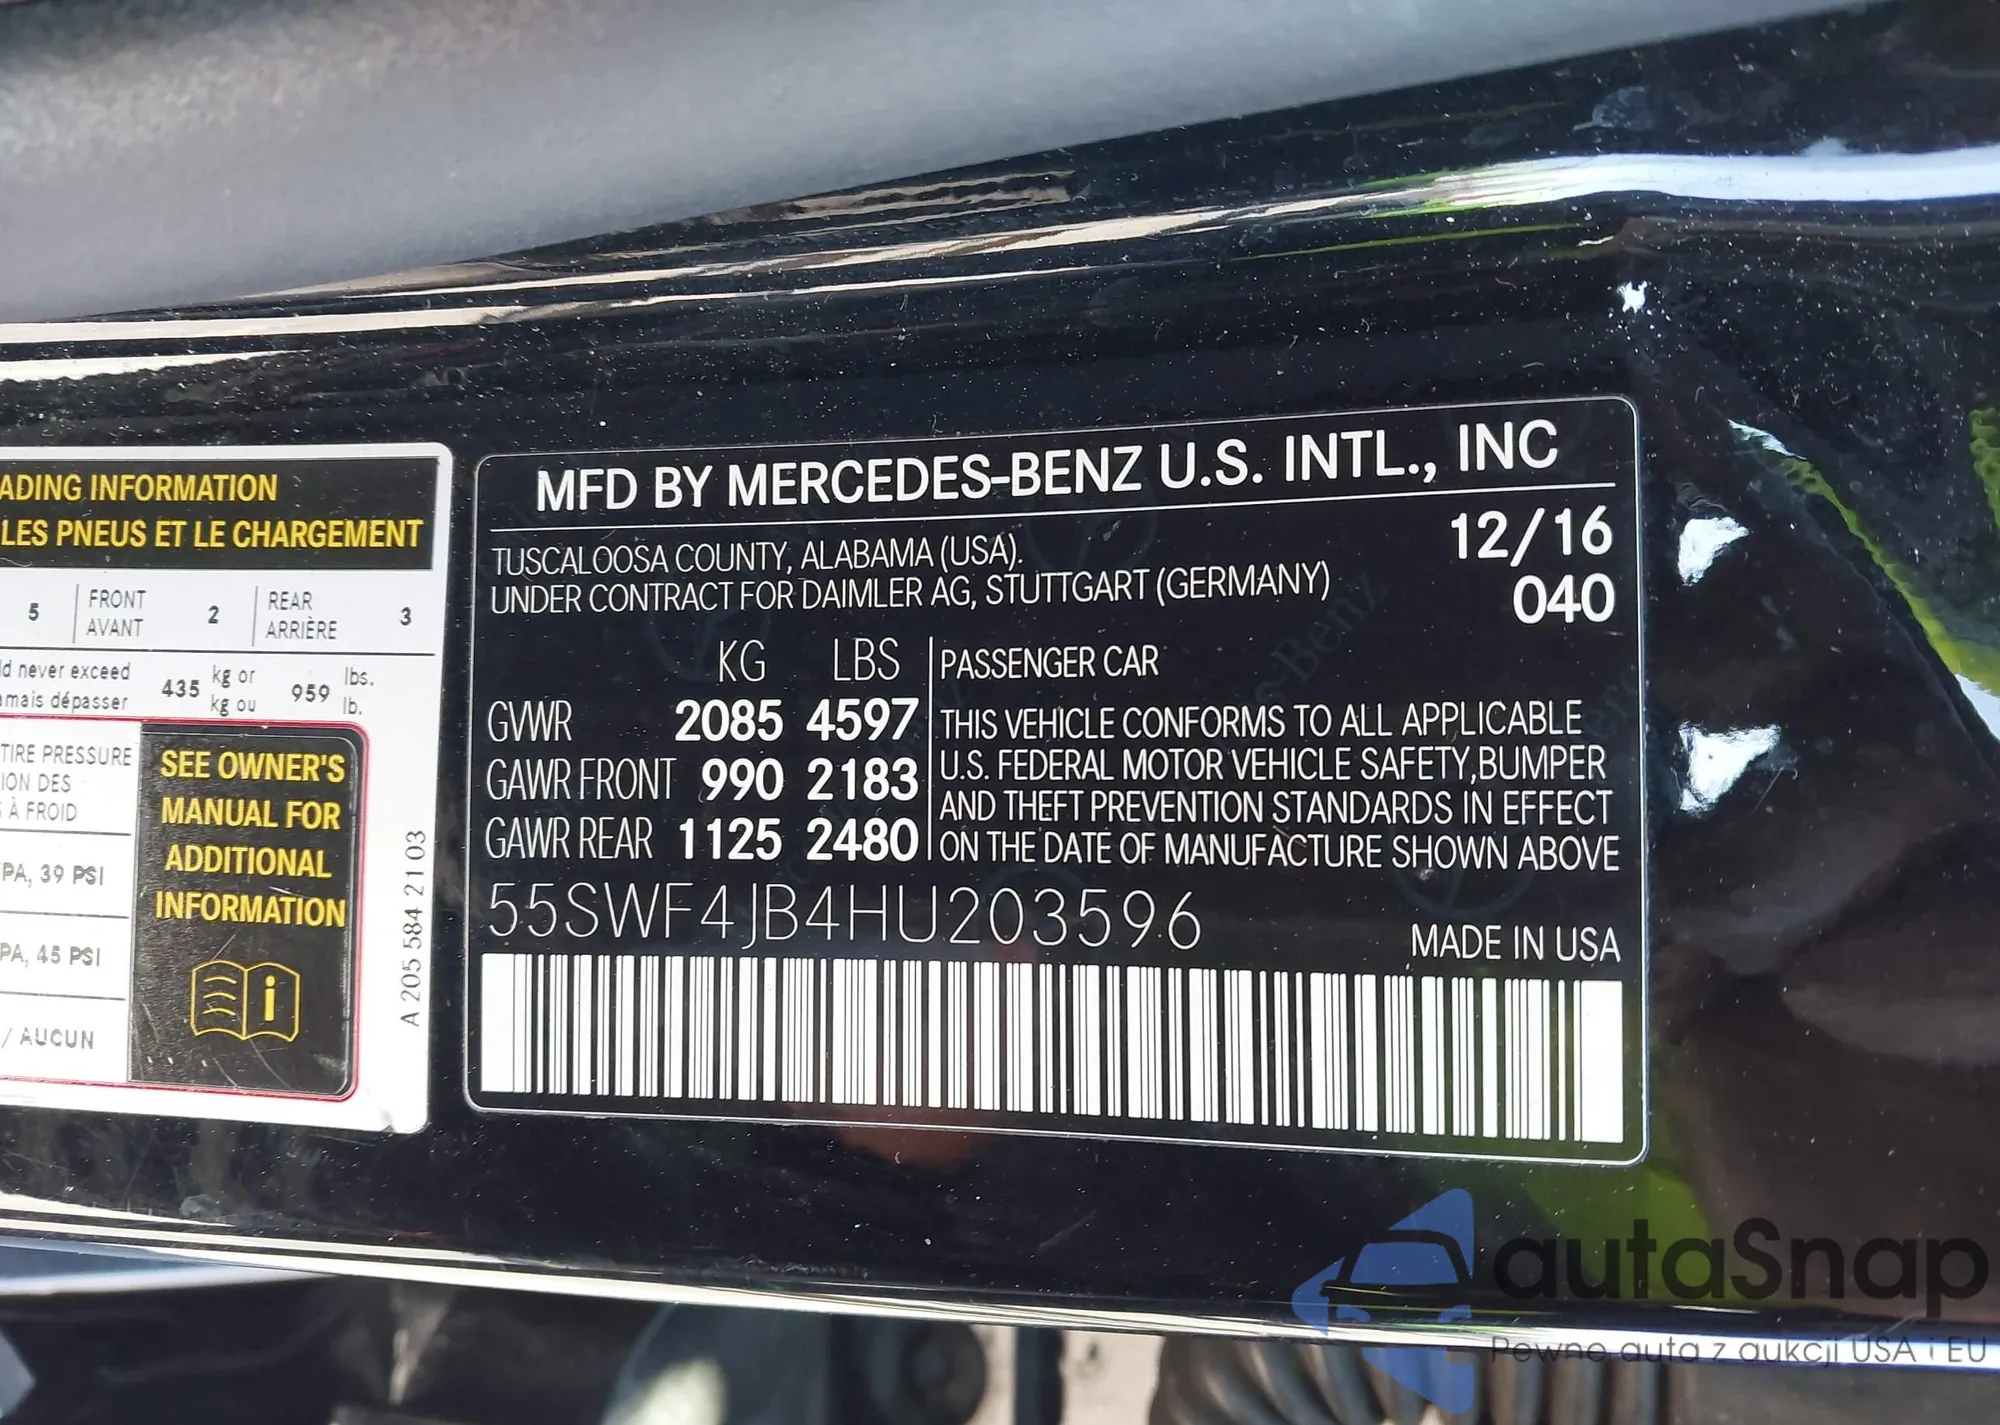 ADING INFORMATION
LES PNEUS ET LE CHARGEMENT
5 FRONT AVANT 2 REAR ARRIÈRE 3
d never exceed 435 kg or 959 lbs.
amais dépasser kg ou lb.
TIRE PRESSURE
ION DES
À FROID
PA, 39 PSI
PA, 45 PSI
/ AUCUN
SEE OWNER'S
MANUAL FOR
ADDITIONAL
INFORMATION
i
A 205 584 21 03
MFD BY MERCEDES-BENZ U.S. INTL., INC
TUSCALOOSA COUNTY, ALABAMA (USA).
UNDER CONTRACT FOR DAIMLER AG, STUTTGART (GERMANY)
12/16
040
KG LBS
GVWR 2085 4597
GAWR FRONT 990 2183
GAWR REAR 1125 2480
PASSENGER CAR
THIS VEHICLE CONFORMS TO ALL APPLICABLE
U.S. FEDERAL MOTOR VEHICLE SAFETY,BUMPER
AND THEFT PREVENTION STANDARDS IN EFFECT
ON THE DATE OF MANUFACTURE SHOWN ABOVE
55SWF4JB4HU203596
MADE IN USA
autaSnap
Pewne auta z aukcji USA i EU